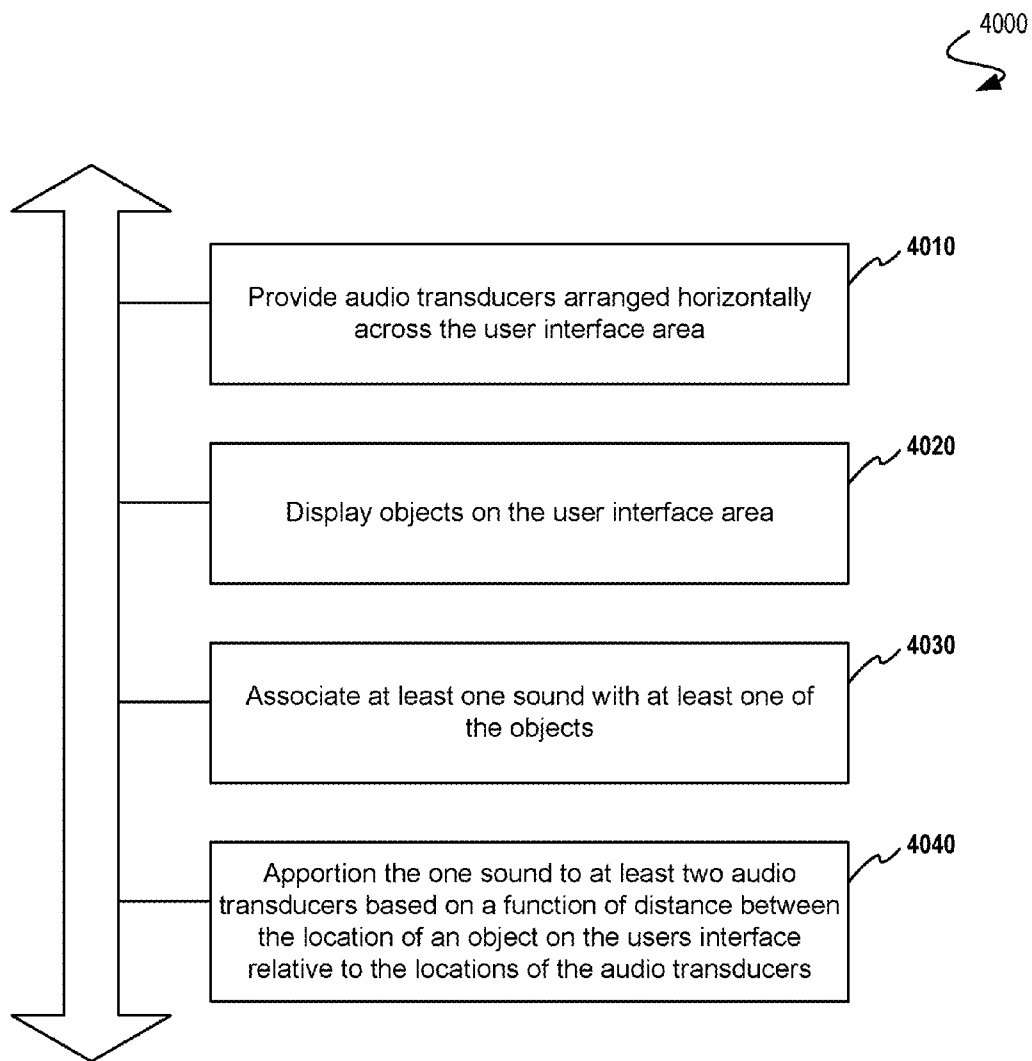 4000
4010
Provide audio transducers arranged horizontally
across the user interface area
4020
Display objects on the user interface area
4030
Associate at least one sound with at least one of
the objects
4040
Apportion the one sound to at least two audio
transducers based on a function of distance between
the location of an object on the users interface
relative to the locations of the audio transducers